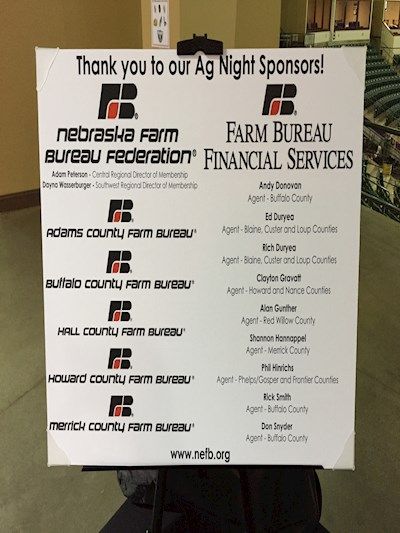 Thank you to our Ag Night Sponsors!
nebraska farm
bureau federation®
Adam Peterson - Central Regional Director of Membership
Dayna Wasserburger - Southwest Regional Director of Membership
Adams county farm bureau®
Buffalo county farm bureau®
Hall county farm bureau®
Howard county farm bureau®
merrick county farm bureau®
Farm Bureau
Financial Services
Andy Donovan
Agent - Buffalo County
Ed Duryea
Agent - Blaine, Custer and Loup Counties
Rich Duryea
Agent - Blaine, Custer and Loup Counties
Clayton Gravatt
Agent - Howard and Nance Counties
Alan Gunther
Agent - Red Willow County
Shannon Hannappel
Agent - Merrick County
Phil Hinrichs
Agent - Phelps/Gosper and Frontier Counties
Rick Smith
Agent - Buffalo County
Don Snyder
Agent - Buffalo County
www.nefb.org